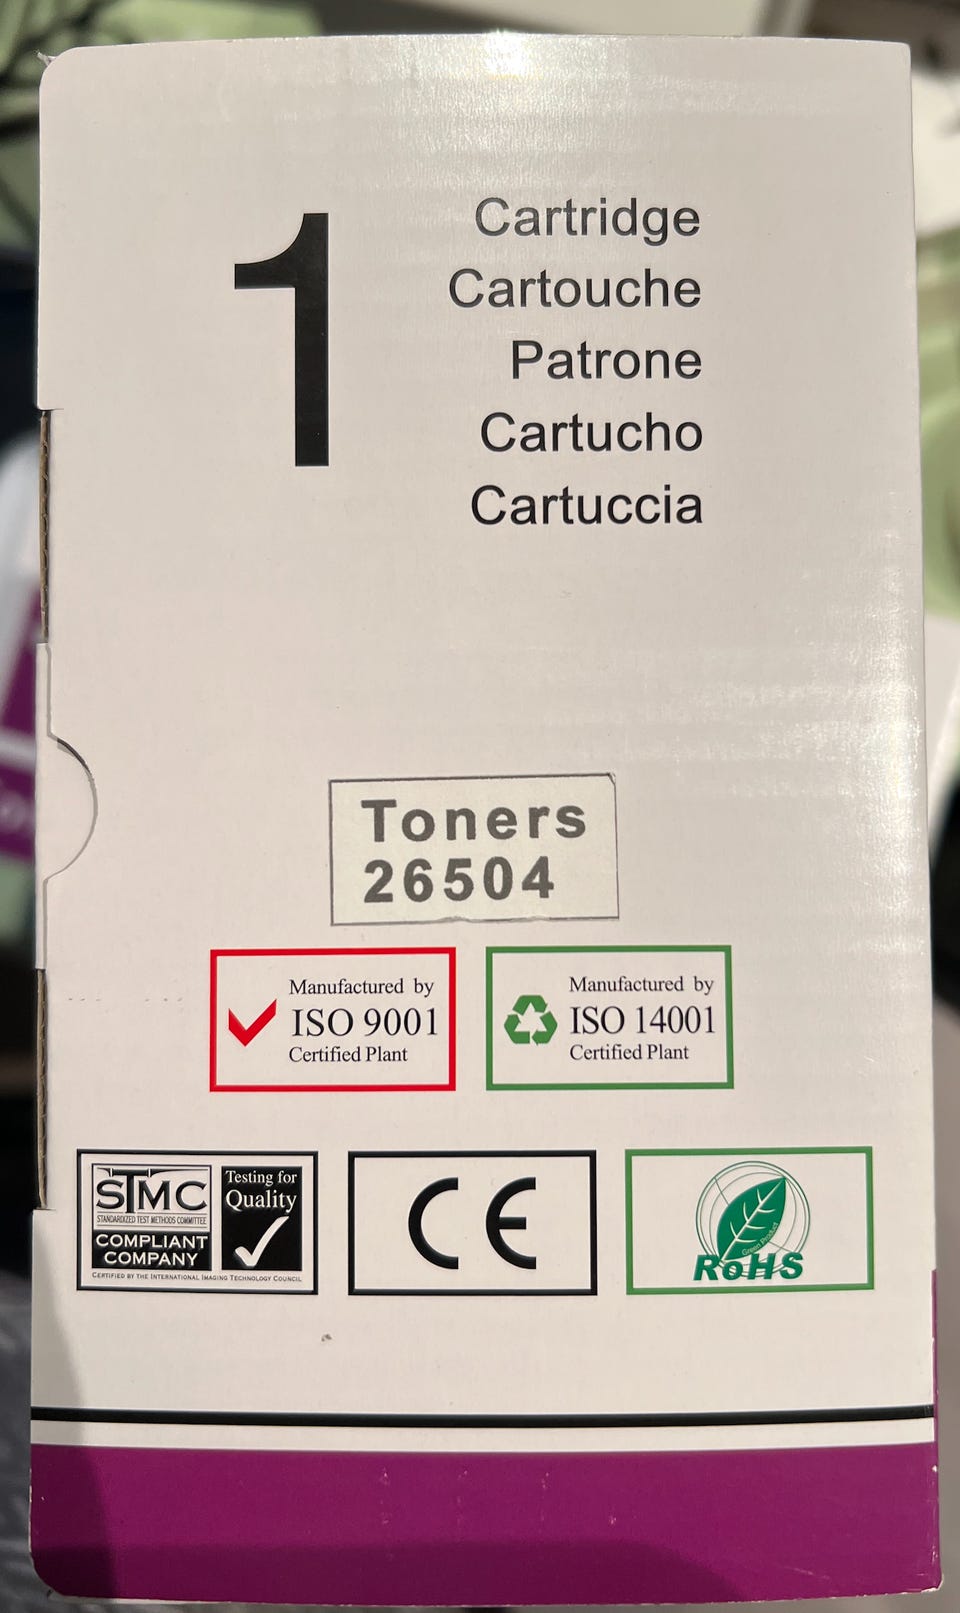 1
Cartridge
Cartouche
Patrone
Cartucho
Cartuccia
Toners
26504
Manufactured by
ISO 9001
Certified Plant
Manufactured by
ISO 14001
Certified Plant
STMC
STANDARDIZED TEST METHODS COMMITTEE
COMPLIANT
COMPANY
Testing for
Quality
CERTIFIED BY THE INTERNATIONAL IMAGING TECHNOLOGY COUNCIL
CE
Green Product
RoHS